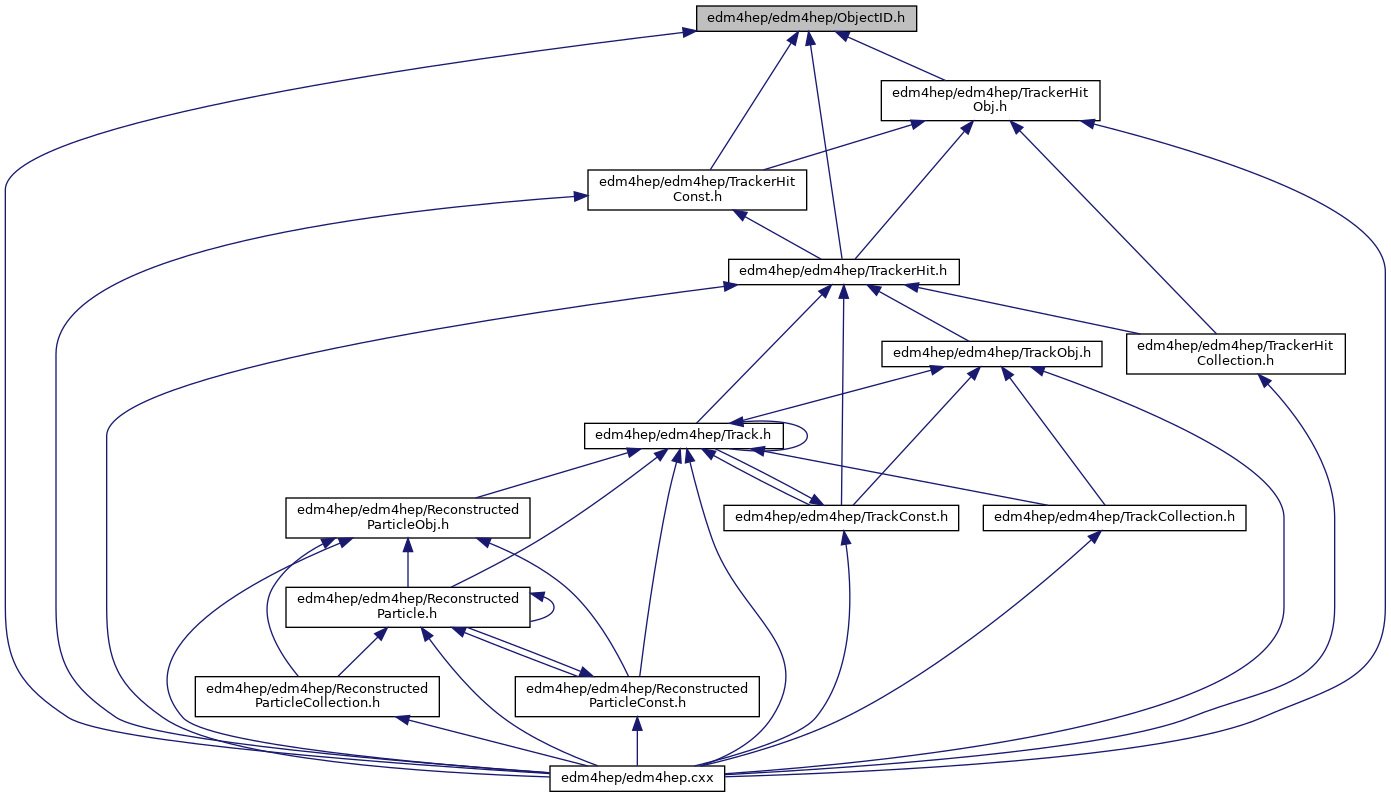 edm4hep/edm4hep/ObjectID.h
edm4hep/edm4hep/TrackerHit
Obj.h
edm4hep/edm4hep/TrackerHit
Const.h
edm4hep/edm4hep/TrackerHit.h
edm4hep/edm4hep/TrackObj.h
edm4hep/edm4hep/TrackerHit
Collection.h
edm4hep/edm4hep/Track.h
edm4hep/edm4hep/Reconstructed
ParticleObj.h
edm4hep/edm4hep/TrackConst.h
edm4hep/edm4hep/TrackCollection.h
edm4hep/edm4hep/Reconstructed
Particle.h
edm4hep/edm4hep/Reconstructed
ParticleCollection.h
edm4hep/edm4hep/Reconstructed
ParticleConst.h
edm4hep/edm4hep.cxx